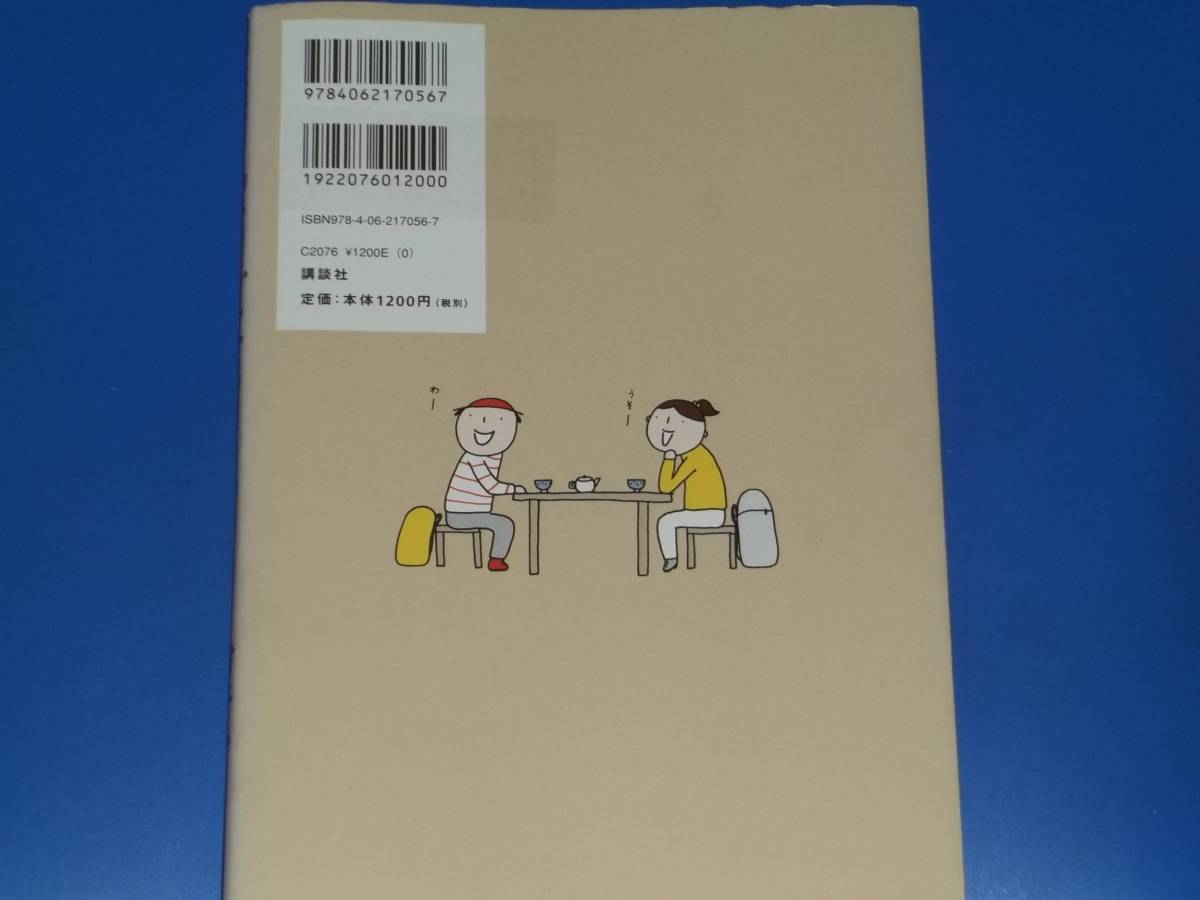 9784062170567
1922076012000
ISBN978-4-06-217056-7
C2076 ¥1200E (0)
講談社
定価：本体1200円（税別）
わー
うそー